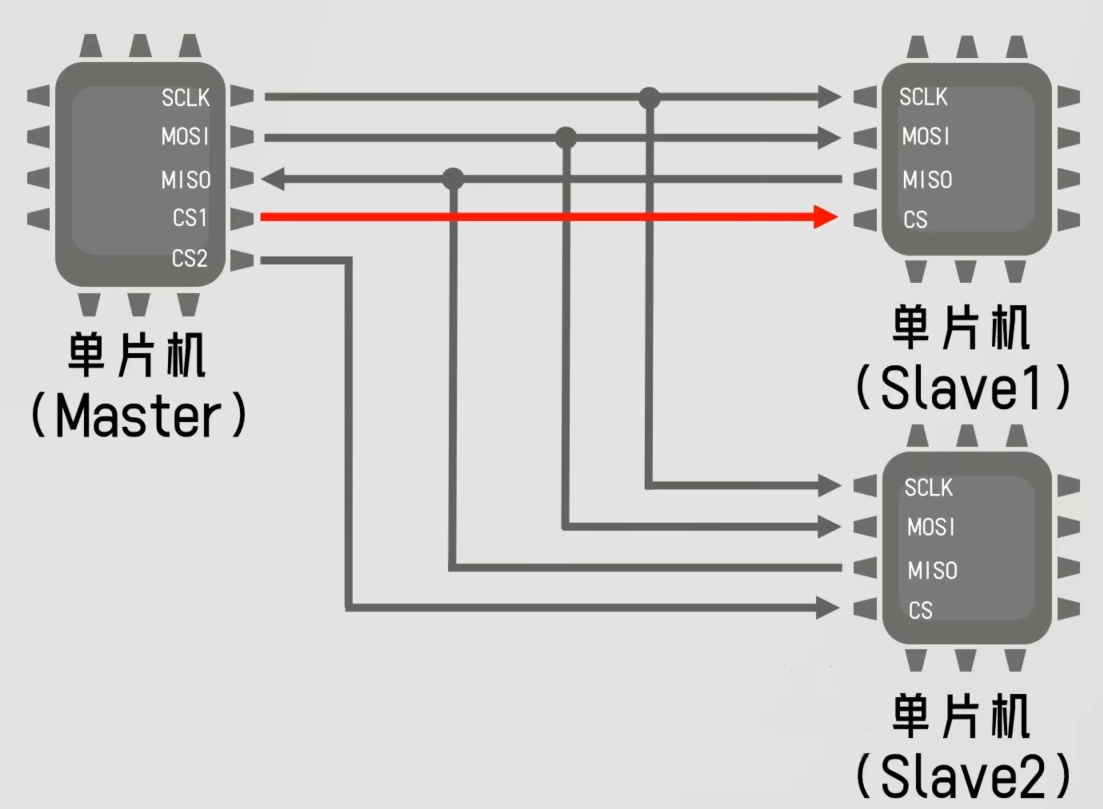 SCLK
MOSI
MISO
CS1
CS2
单片机
(Master)
SCLK
MOSI
MISO
CS
单片机
(Slave1)
SCLK
MOSI
MISO
CS
单片机
(Slave2)